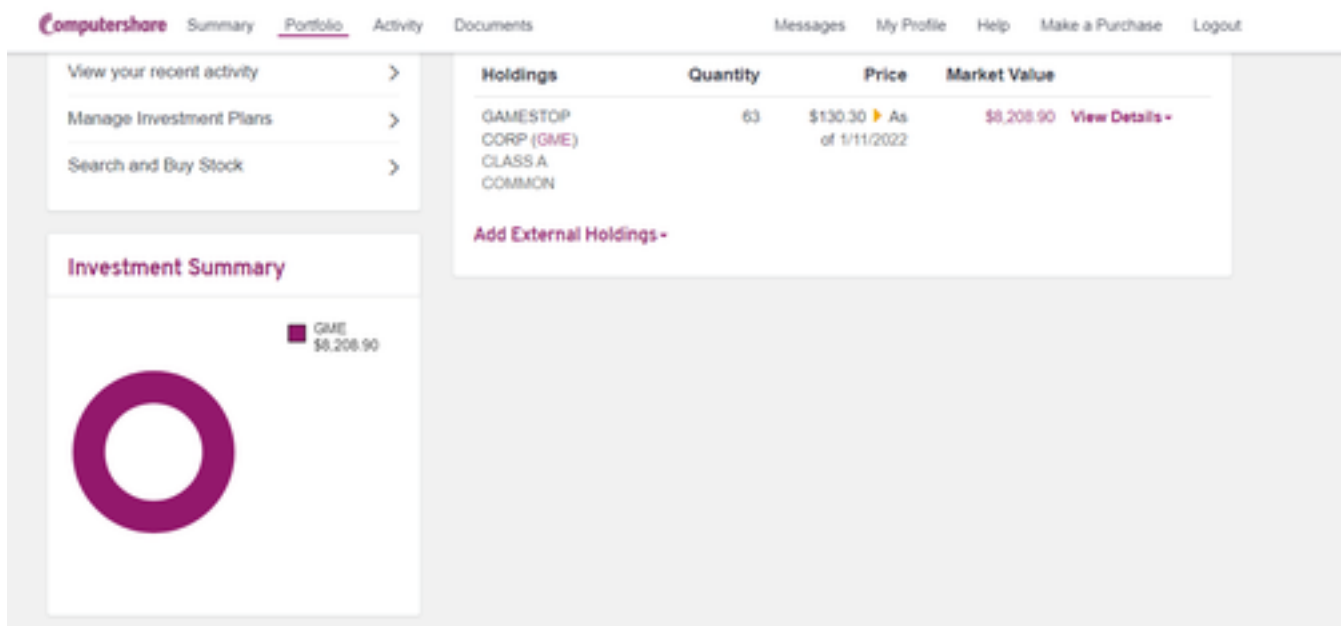 Computershare Summary Portfolio Activity Documents Messages My Profile Help Make a Purchase Logout
View your recent activity
Manage Investment Plans
Search and Buy Stock
Holdings Quantity Price Market Value
GAMESTOP 63 $130.30 As $8,208.90 View Details
CORP (GME) of 1/11/2022
CLASS A
COMMON
Add External Holdings
Investment Summary
GME
$8,208.90